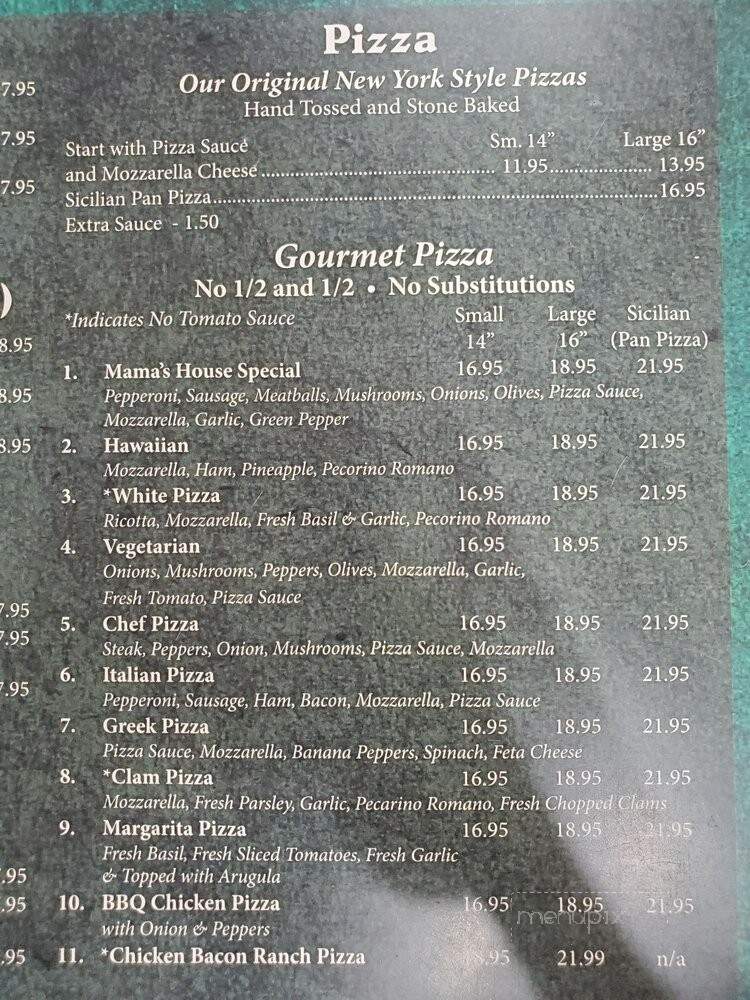 Pizza
Our Original New York Style Pizzas
Hand Tossed and Stone Baked
Start with Pizza Sauce Sm. 14” Large 16”
and Mozzarella Cheese 11.95 13.95
Sicilian Pan Pizza 16.95
Extra Sauce - 1.50
Gourmet Pizza
No 1/2 and 1/2 • No Substitutions
*Indicates No Tomato Sauce Small Large Sicilian
14” 16” (Pan Pizza)
1. Mama's House Special 16.95 18.95 21.95
Pepperoni, Sausage, Meatballs, Mushrooms, Onions, Olives, Pizza Sauce,
Mozzarella, Garlic, Green Pepper
2. Hawaiian 16.95 18.95 21.95
Mozzarella, Ham, Pineapple, Pecorino Romano
3. *White Pizza 16.95 18.95 21.95
Ricotta, Mozzarella, Fresh Basil & Garlic, Pecorino Romano
4. Vegetarian 16.95 18.95 21.95
Onions, Mushrooms, Peppers, Olives, Mozzarella, Garlic,
Fresh Tomato, Pizza Sauce
5. Chef Pizza 16.95 18.95 21.95
Steak, Peppers, Onion, Mushrooms, Pizza Sauce, Mozzarella
6. Italian Pizza 16.95 18.95 21.95
Pepperoni, Sausage, Ham, Bacon, Mozzarella, Pizza Sauce
7. Greek Pizza 16.95 18.95 21.95
Pizza Sauce, Mozzarella, Banana Peppers, Spinach, Feta Cheese
8. *Clam Pizza 16.95 18.95 21.95
Mozzarella, Fresh Parsley, Garlic, Pecarino Romano, Fresh Chopped Clams
9. Margarita Pizza 16.95 18.95 21.95
Fresh Basil, Fresh Sliced Tomatoes, Fresh Garlic
& Topped with Arugula
10. BBQ Chicken Pizza 16.95 18.95 21.95
with Onion & Peppers
menupix
11. *Chicken Bacon Ranch Pizza 21.99 n/a